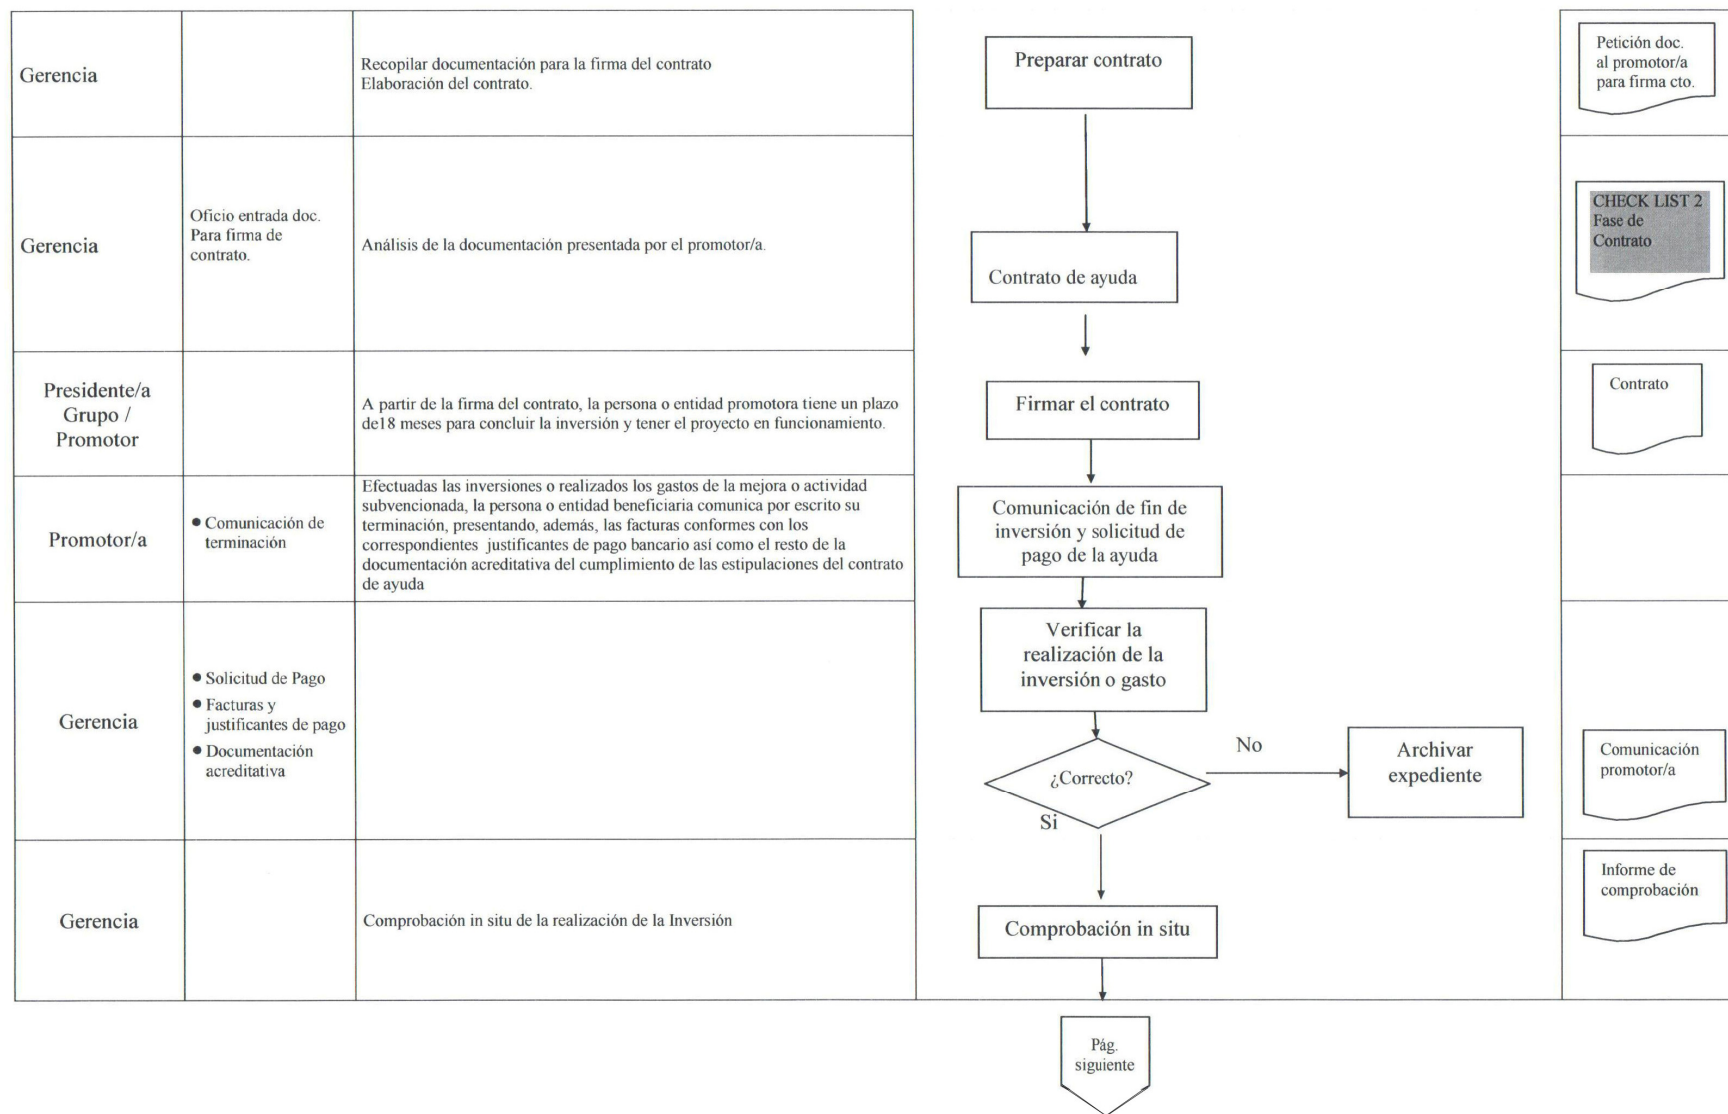 Gerencia
Recopilar documentación para la firma del contrato
Elaboración del contrato.
Preparar contrato
Petición doc.
al promotor/a
para firma cto.
Gerencia
Oficio entrada doc.
Para firma de
contrato.
Análisis de la documentación presentada por el promotor/a.
Contrato de ayuda
CHECK LIST 2
Fase de
Contrato
Presidente/a
Grupo /
Promotor
A partir de la firma del contrato, la persona o entidad promotora tiene un plazo
de18 meses para concluir la inversión y tener el proyecto en funcionamiento.
Firmar el contrato
Contrato
Promotor/a
● Comunicación de
terminación
Efectuadas las inversiones o realizados los gastos de la mejora o actividad
subvencionada, la persona o entidad beneficiaria comunica por escrito su
terminación, presentando, además, las facturas conformes con los
correspondientes justificantes de pago bancario así como el resto de la
documentación acreditativa del cumplimiento de las estipulaciones del contrato
de ayuda
Comunicación de fin de
inversión y solicitud de
pago de la ayuda
Gerencia
● Solicitud de Pago
● Facturas y
justificantes de pago
● Documentación
acreditativa
Verificar la
realización de la
inversión o gasto
¿Correcto?
No
Si
Archivar
expediente
Comunicación
promotor/a
Gerencia
Comprobación in situ de la realización de la Inversión
Comprobación in situ
Informe de
comprobación
Pág.
siguiente